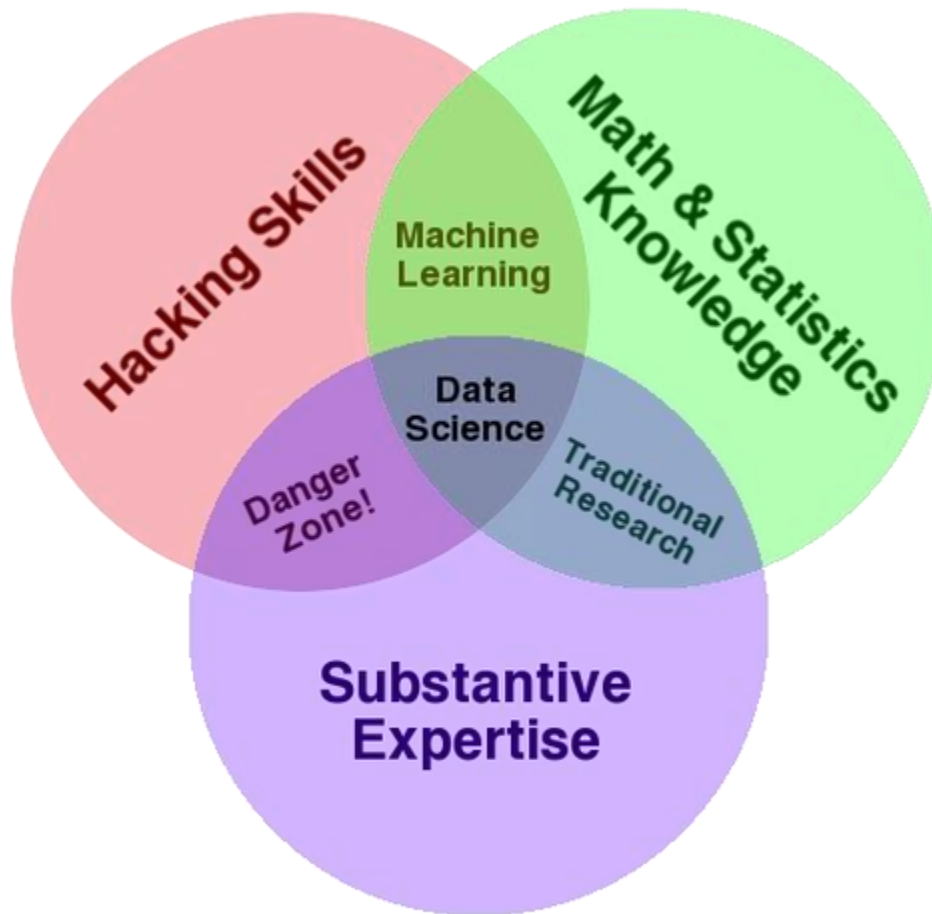 Hacking Skills
Math & Statistics
Knowledge
Machine
Learning
Data
Science
Danger
Zone!
Traditional
Research
Substantive
Expertise